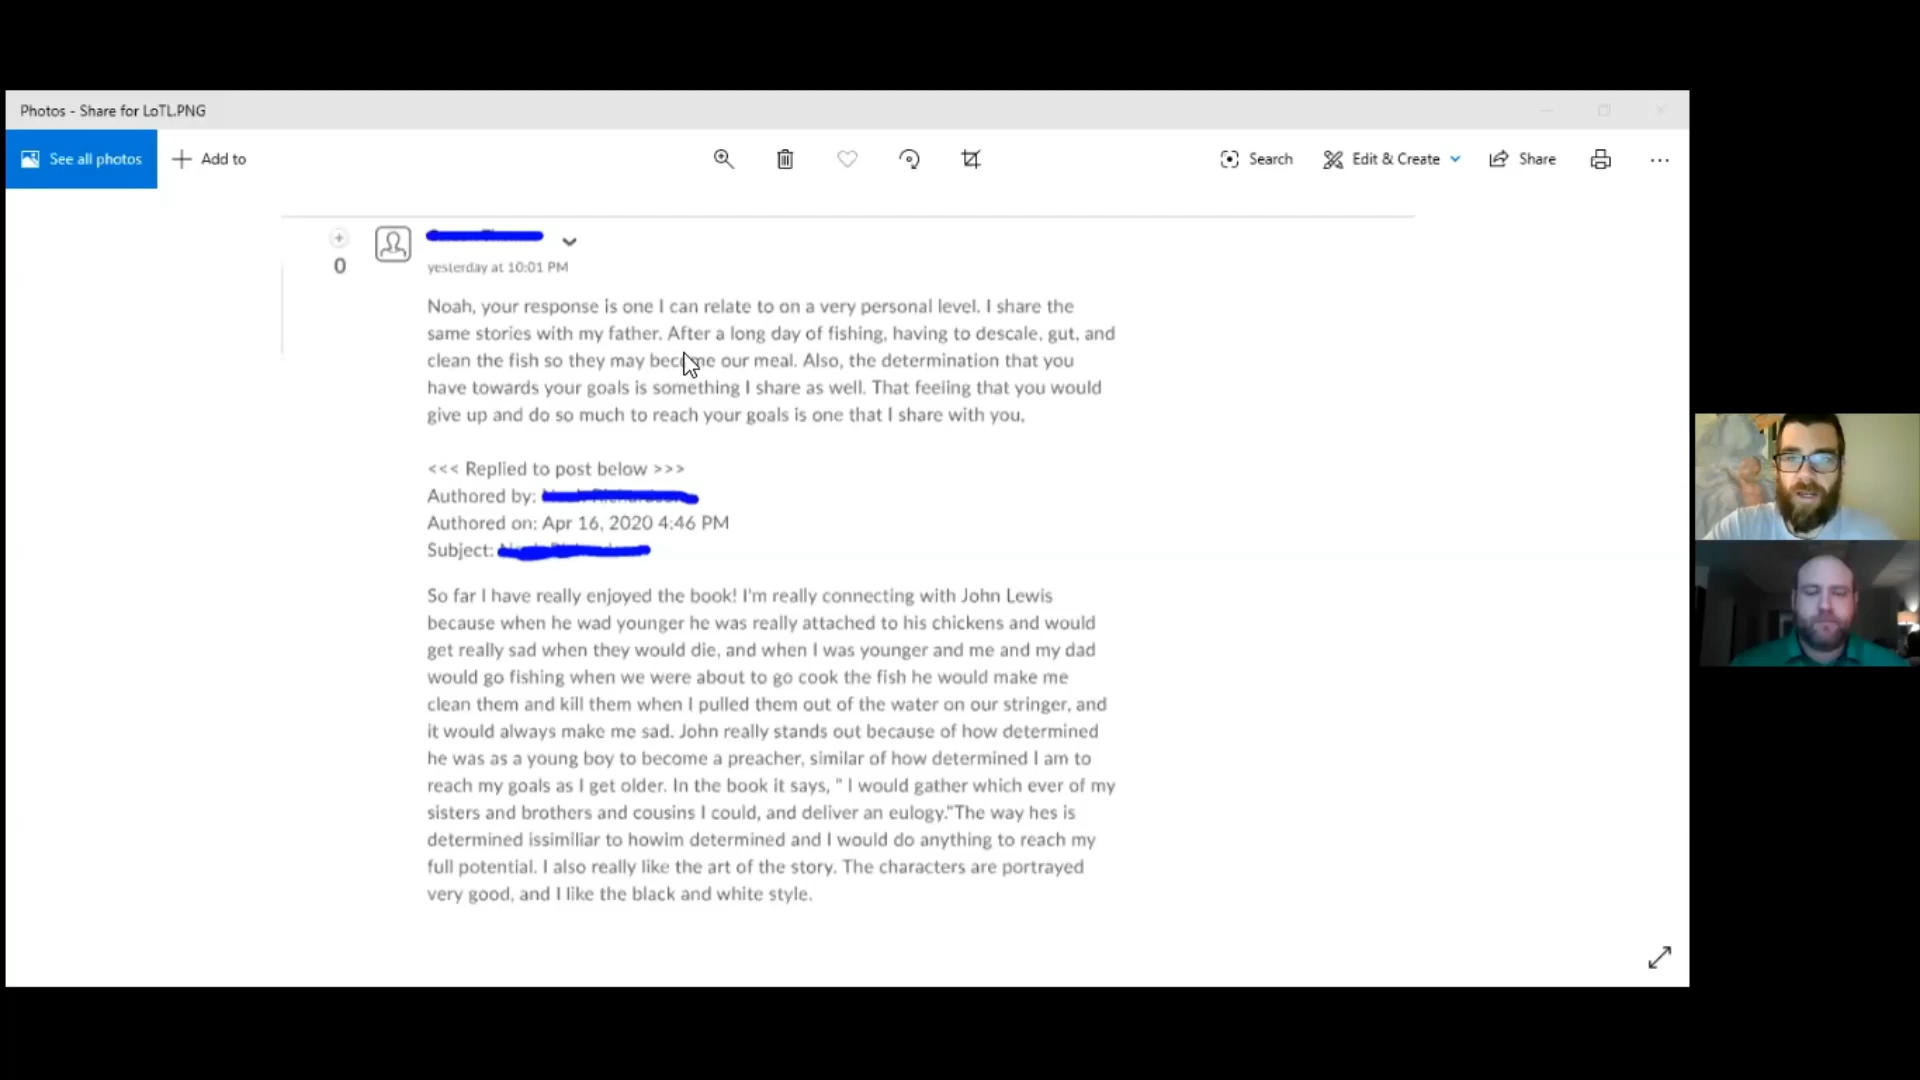 Photos - Share for LoTL.PNG
See all photos
Add to
Search
Edit & Create
Share
0
yesterday at 10:01 PM
Noah, your response is one I can relate to on a very personal level. I share the
same stories with my father. After a long day of fishing, having to descale, gut, and
clean the fish so they may become our meal. Also, the determination that you
have towards your goals is something I share as well. That feeling that you would
give up and do so much to reach your goals is one that I share with you,
<<< Replied to post below >>>
Authored by:
Authored on: Apr 16, 2020 4:46 PM
Subject:
So far I have really enjoyed the book! I'm really connecting with John Lewis
because when he wad younger he was really attached to his chickens and would
get really sad when they would die, and when I was younger and me and my dad
would go fishing when we were about to go cook the fish he would make me
clean them and kill them when I pulled them out of the water on our stringer, and
it would always make me sad. John really stands out because of how determined
he was as a young boy to become a preacher, similar of how determined I am to
reach my goals as I get older. In the book it says, " I would gather which ever of my
sisters and brothers and cousins I could, and deliver an eulogy."The way hes is
determined issimiliar to howim determined and I would do anything to reach my
full potential. I also really like the art of the story. The characters are portrayed
very good, and I like the black and white style.